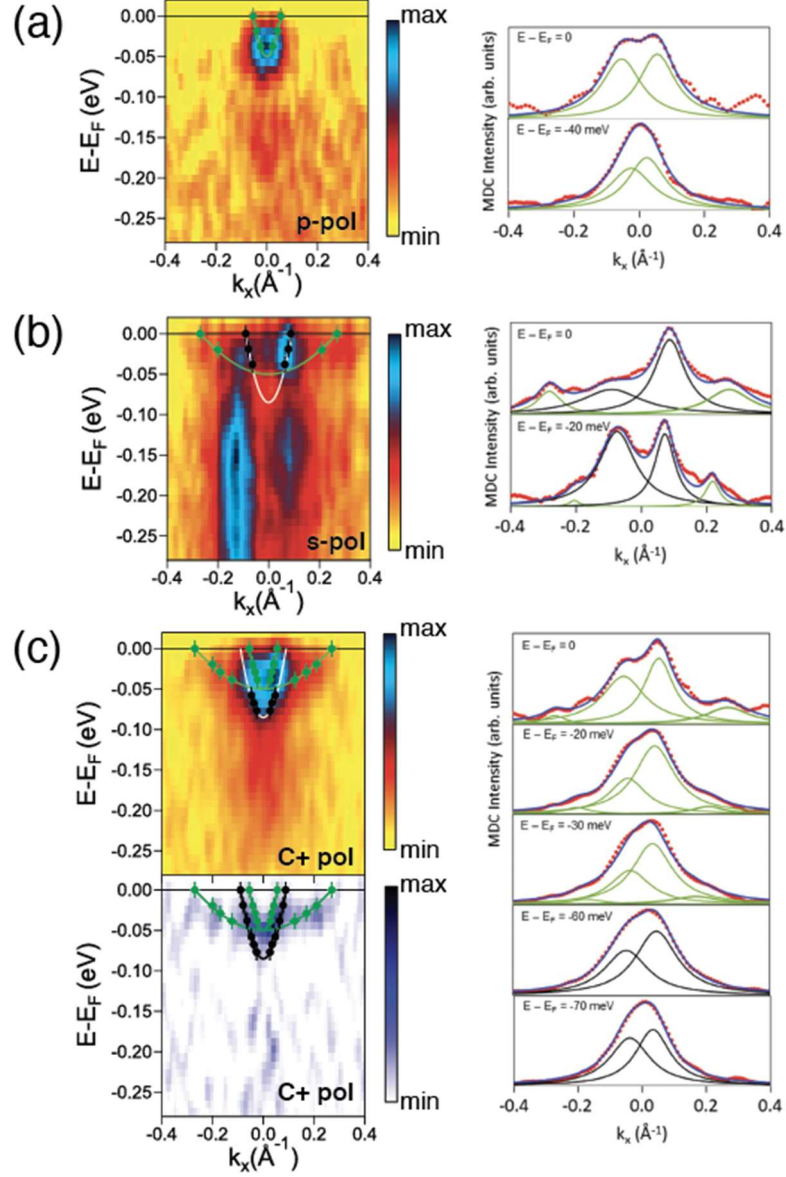 (a)
E-E_F (eV)
0.00
-0.05
-0.10
-0.15
-0.20
-0.25
p-pol
-0.4 -0.2 0.0 0.2 0.4
k_x(Å⁻¹)
max
min
MDC Intensity (arb. units)
E − E_F = 0
E − E_F = -40 meV
-0.4 -0.2 0.0 0.2 0.4
k_x (Å⁻¹)
(b)
E-E_F (eV)
0.00
-0.05
-0.10
-0.15
-0.20
-0.25
s-pol
-0.4 -0.2 0.0 0.2 0.4
k_x(Å⁻¹)
max
min
MDC Intensity (arb. units)
E − E_F = 0
E − E_F = -20 meV
-0.4 -0.2 0.0 0.2 0.4
k_x (Å⁻¹)
(c)
E-E_F (eV)
0.00
-0.05
-0.10
-0.15
-0.20
-0.25
C+ pol
max
min
E-E_F (eV)
0.00
-0.05
-0.10
-0.15
-0.20
-0.25
C+ pol
-0.4 -0.2 0.0 0.2 0.4
k_x(Å⁻¹)
max
min
MDC Intensity (arb. units)
E − E_F = 0
E − E_F = -20 meV
E − E_F = -30 meV
E − E_F = -60 meV
E − E_F = -70 meV
-0.4 -0.2 0.0 0.2 0.4
k_x (Å⁻¹)